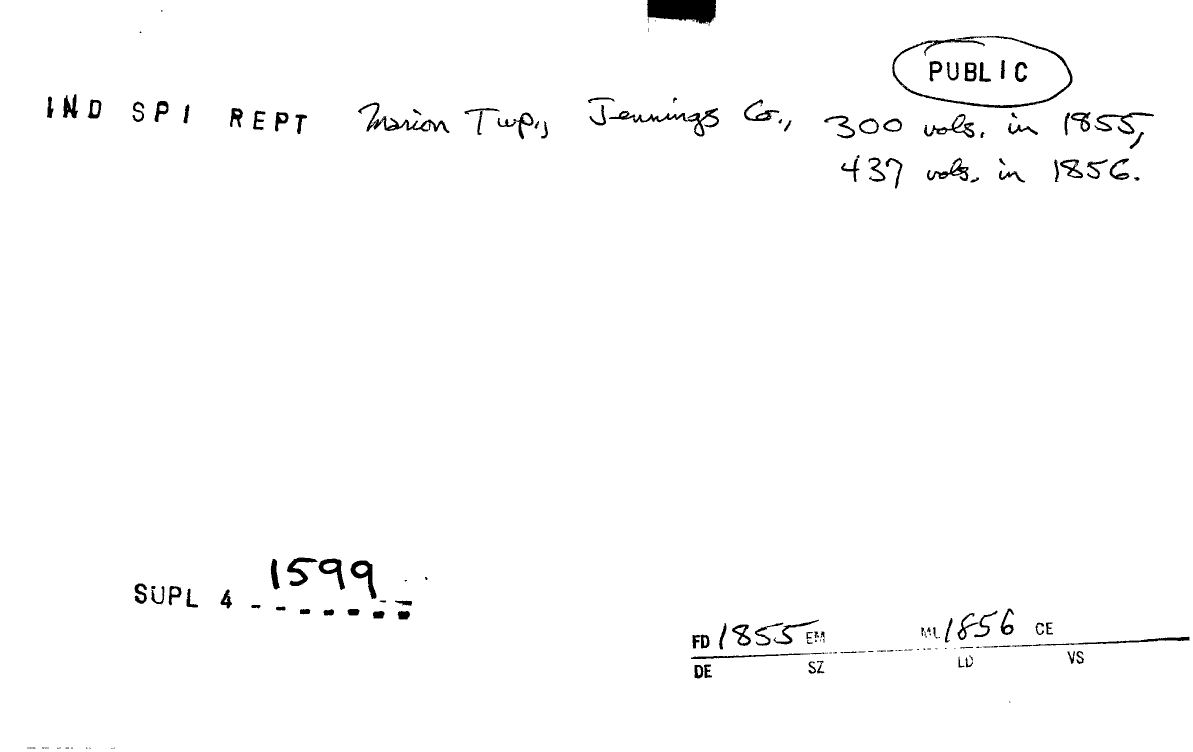 PUBLIC
IND SPI REPT Marion Twp., Jennings Co., 300 vols. in 1855,
437 vols. in 1856.
SUPL 4 1599
FD 1855 EM ML 1856 CE
DE SZ LD VS